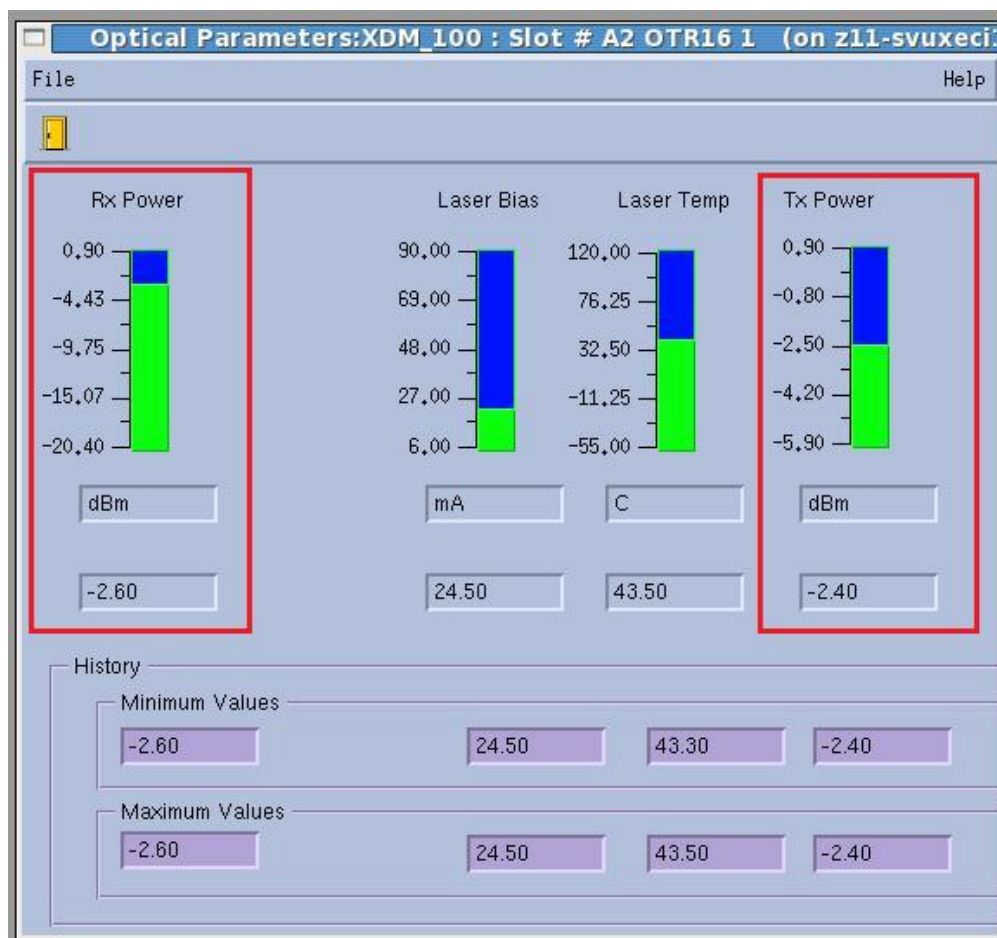 Optical Parameters:XDM_100 : Slot # A2 OTR16 1 (on z11-svuxeci1
File Help
Rx Power Laser Bias Laser Temp Tx Power
0.90 90.00 120.00 0.90
-4.43 69.00 76.25 -0.80
-9.75 48.00 32.50 -2.50
-15.07 27.00 -11.25 -4.20
-20.40 6.00 -55.00 -5.90
dBm mA C dBm
-2.60 24.50 43.50 -2.40
History
Minimum Values
-2.60 24.50 43.30 -2.40
Maximum Values
-2.60 24.50 43.50 -2.40